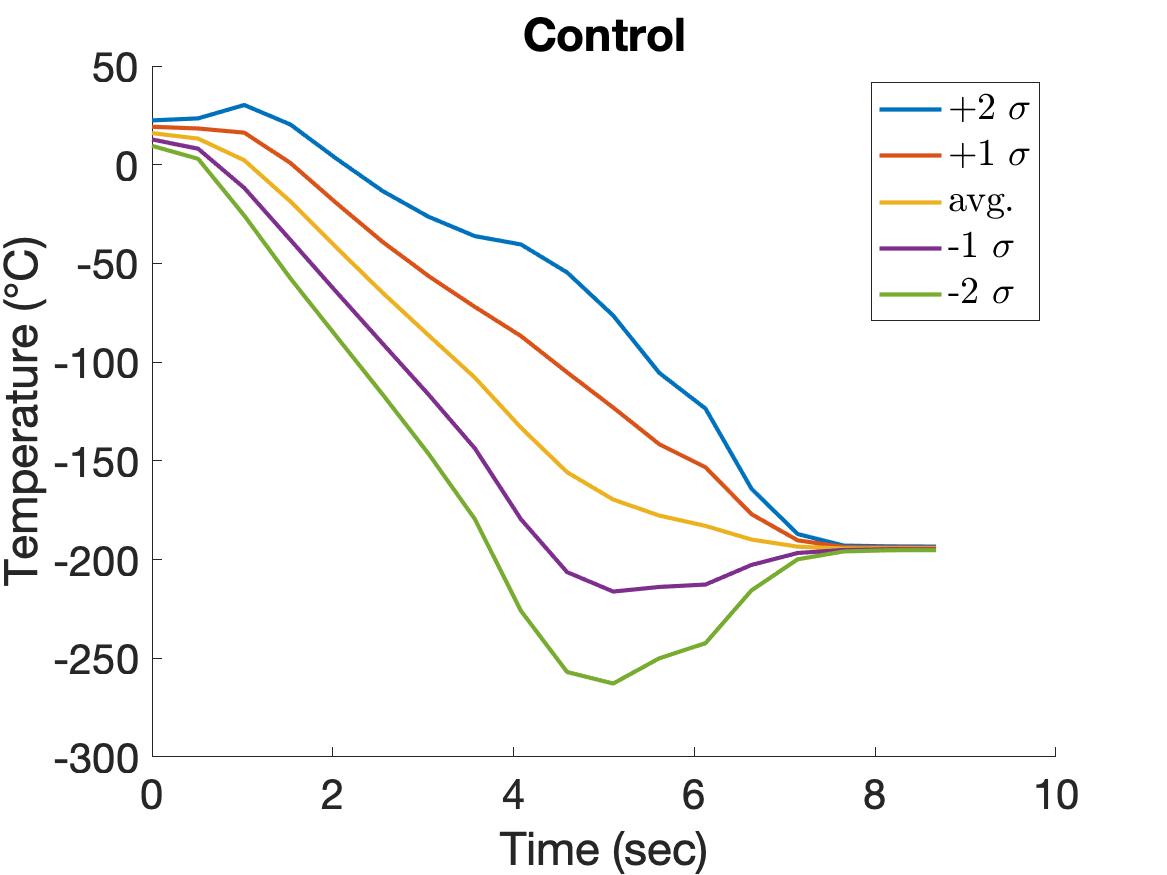 Control
50
0
-50
-100
-150
-200
-250
-300
Temperature (°C)
0 2 4 6 8 10
Time (sec)
+2 σ
+1 σ
avg.
-1 σ
-2 σ